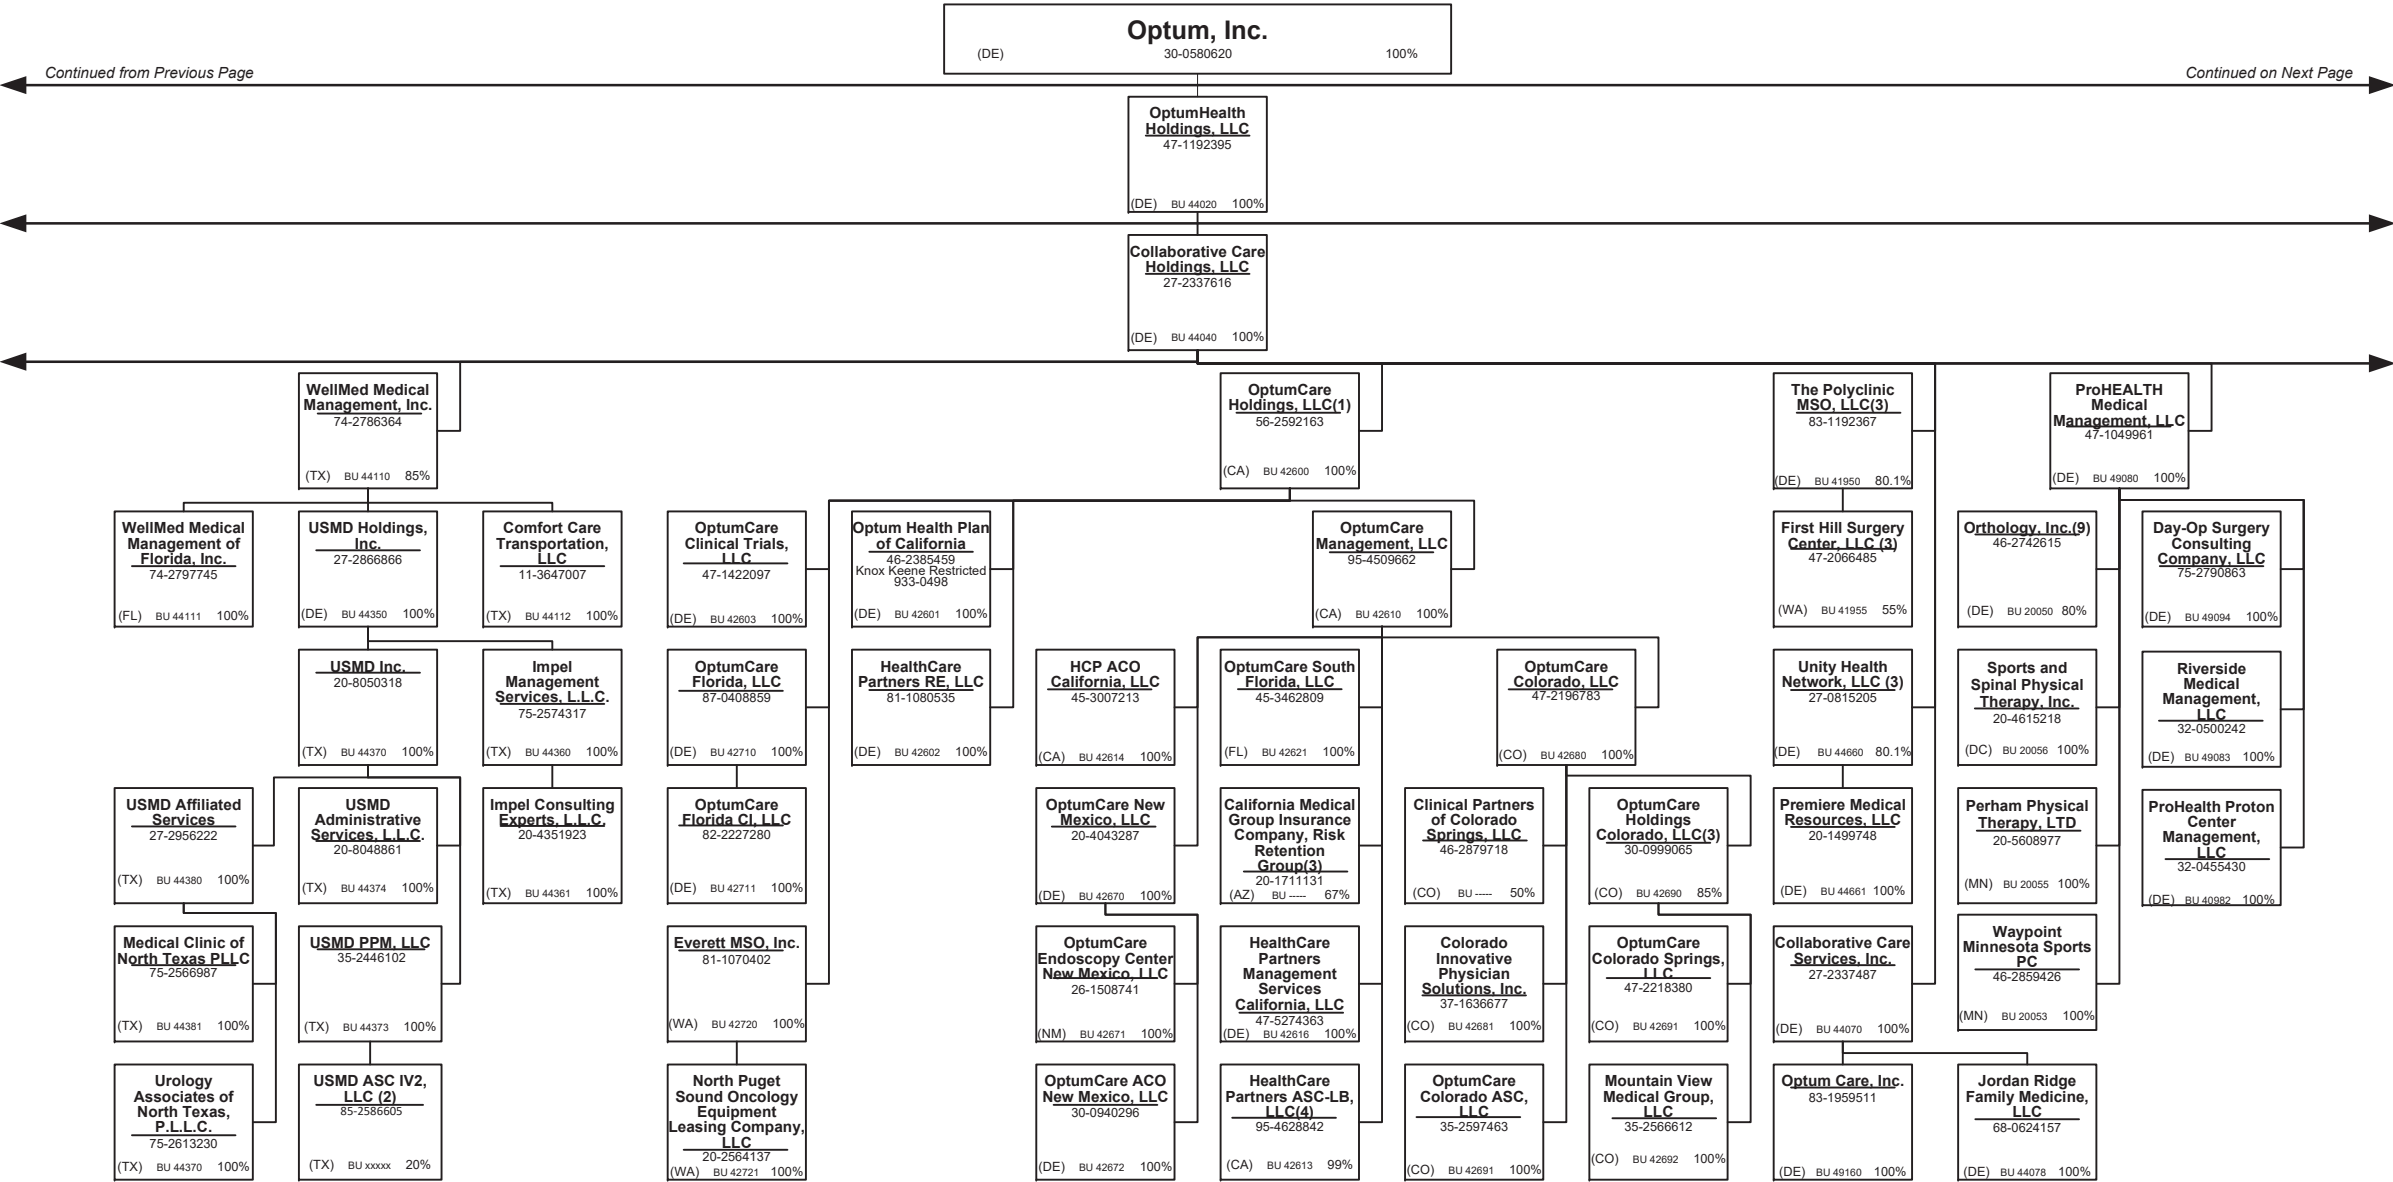 Optum, Inc.
(DE) 30-0580620 100%
Continued from Previous Page
Continued on Next Page
OptumHealth
Holdings, LLC
47-1192395
(DE) BU 44020 100%
Collaborative Care
Holdings, LLC
27-2337616
(DE) BU 44040 100%
WellMed Medical
Management, Inc.
74-2786364
(TX) BU 44110 85%
OptumCare
Holdings, LLC(1)
56-2592163
(CA) BU 42600 100%
The Polyclinic
MSO, LLC(3)
83-1192367
(DE) BU 41950 80.1%
ProHEALTH
Medical
Management, LLC
47-1049961
(DE) BU 49080 100%
WellMed Medical
Management of
Florida, Inc.
74-2797745
(FL) BU 44111 100%
USMD Holdings,
Inc.
27-2866866
(DE) BU 44350 100%
Comfort Care
Transportation,
LLC
11-3647007
(TX) BU 44112 100%
OptumCare
Clinical Trials,
LLC
47-1422097
(DE) BU 42603 100%
Optum Health Plan
of California
46-2385459
Knox Keene Restricted
933-0498
(DE) BU 42601 100%
OptumCare
Management, LLC
95-4509662
(CA) BU 42610 100%
First Hill Surgery
Center, LLC (3)
47-2066485
(WA) BU 41955 55%
Orthology, Inc.(9)
46-2742615
(DE) BU 20050 80%
Day-Op Surgery
Consulting
Company, LLC
75-2790863
(DE) BU 49094 100%
USMD Inc.
20-8050318
(TX) BU 44370 100%
Impel
Management
Services, L.L.C.
75-2574317
(TX) BU 44360 100%
OptumCare
Florida, LLC
87-0408859
(DE) BU 42710 100%
HealthCare
Partners RE, LLC
81-1080535
(DE) BU 42602 100%
HCP ACO
California, LLC
45-3007213
(CA) BU 42614 100%
OptumCare South
Florida, LLC
45-3462809
(FL) BU 42621 100%
OptumCare
Colorado, LLC
47-2196783
(CO) BU 42680 100%
Unity Health
Network, LLC (3)
27-0815205
(DE) BU 44660 80.1%
Sports and
Spinal Physical
Therapy, Inc.
20-4615218
(DC) BU 20056 100%
Riverside
Medical
Management,
LLC
32-0500242
(DE) BU 49083 100%
USMD Affiliated
Services
27-2956222
(TX) BU 44380 100%
USMD
Administrative
Services, L.L.C.
20-8048861
(TX) BU 44374 100%
Impel Consulting
Experts, L.L.C.
20-4351923
(TX) BU 44361 100%
OptumCare
Florida CI, LLC
82-2227280
(DE) BU 42711 100%
OptumCare New
Mexico, LLC
20-4043287
(DE) BU 42670 100%
California Medical
Group Insurance
Company, Risk
Retention
Group(3)
20-1711131
(AZ) BU ----- 67%
Clinical Partners
of Colorado
Springs, LLC
46-2879718
(CO) BU ----- 50%
OptumCare
Holdings
Colorado, LLC(3)
30-0999065
(CO) BU 42690 85%
Premiere Medical
Resources, LLC
20-1499748
(DE) BU 44661 100%
Perham Physical
Therapy, LTD
20-5608977
(MN) BU 20055 100%
ProHealth Proton
Center
Management,
LLC
32-0455430
(DE) BU 40982 100%
Medical Clinic of
North Texas PLLC
75-2566987
(TX) BU 44381 100%
USMD PPM, LLC
35-2446102
(TX) BU 44373 100%
Everett MSO, Inc.
81-1070402
(WA) BU 42720 100%
OptumCare
Endoscopy Center
New Mexico, LLC
26-1508741
(NM) BU 42671 100%
HealthCare
Partners
Management
Services
California, LLC
47-5274363
(DE) BU 42616 100%
Colorado
Innovative
Physician
Solutions, Inc.
37-1636677
(CO) BU 42681 100%
OptumCare
Colorado Springs,
LLC
47-2218380
(CO) BU 42691 100%
Collaborative Care
Services, Inc.
27-2337487
(DE) BU 44070 100%
Waypoint
Minnesota Sports
PC
46-2859426
(MN) BU 20053 100%
Urology
Associates of
North Texas,
P.L.L.C.
75-2613230
(TX) BU 44370 100%
USMD ASC IV2,
LLC (2)
85-2586605
(TX) BU xxxxx 20%
North Puget
Sound Oncology
Equipment
Leasing Company,
LLC
20-2564137
(WA) BU 42721 100%
OptumCare ACO
New Mexico, LLC
30-0940296
(DE) BU 42672 100%
HealthCare
Partners ASC-LB,
LLC(4)
95-4628842
(CA) BU 42613 99%
OptumCare
Colorado ASC,
LLC
35-2597463
(CO) BU 42691 100%
Mountain View
Medical Group,
LLC
35-2566612
(CO) BU 42692 100%
Optum Care, Inc.
83-1959511
(DE) BU 49160 100%
Jordan Ridge
Family Medicine,
LLC
68-0624157
(DE) BU 44078 100%